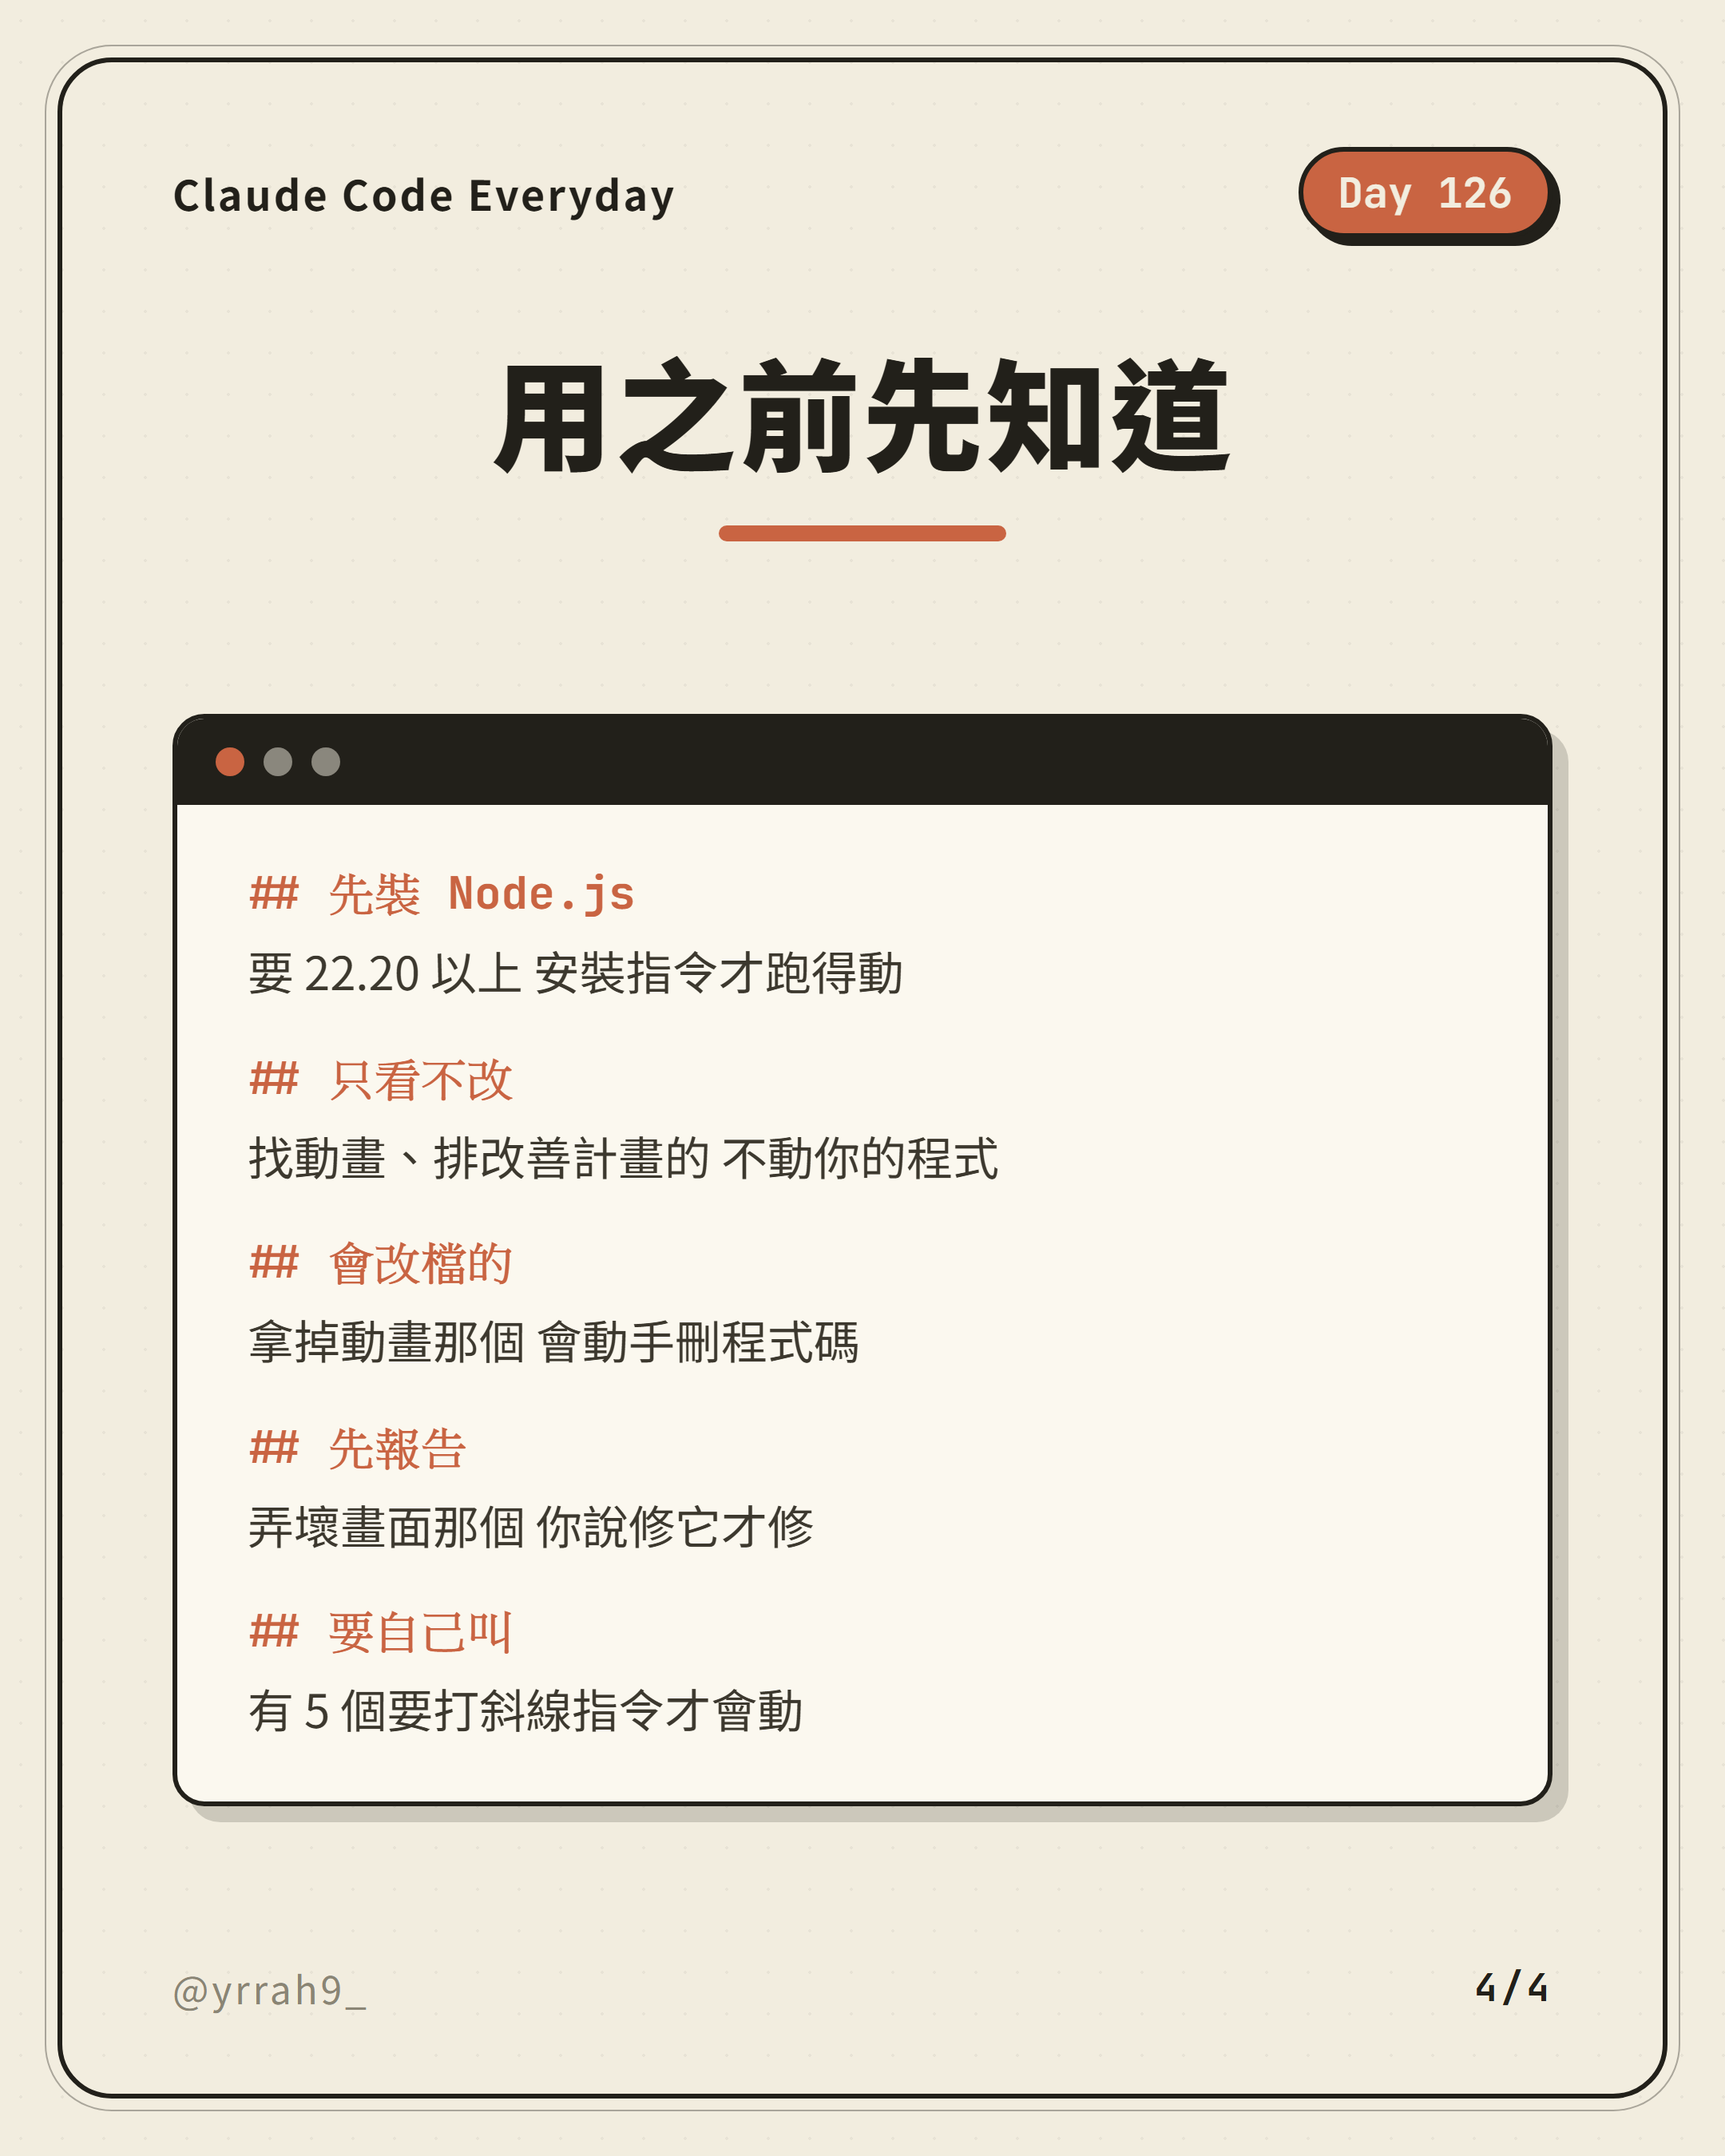 Claude Code Everyday
Day 126
用之前先知道
## 先裝 Node.js
要 22.20 以上 安裝指令才跑得動
## 只看不改
找動畫、排改善計畫的 不動你的程式
## 會改檔的
拿掉動畫那個 會動手刪程式碼
## 先報告
弄壞畫面那個 你說修它才修
## 要自己叫
有 5 個要打斜線指令才會動
@yrrah9_
4/4